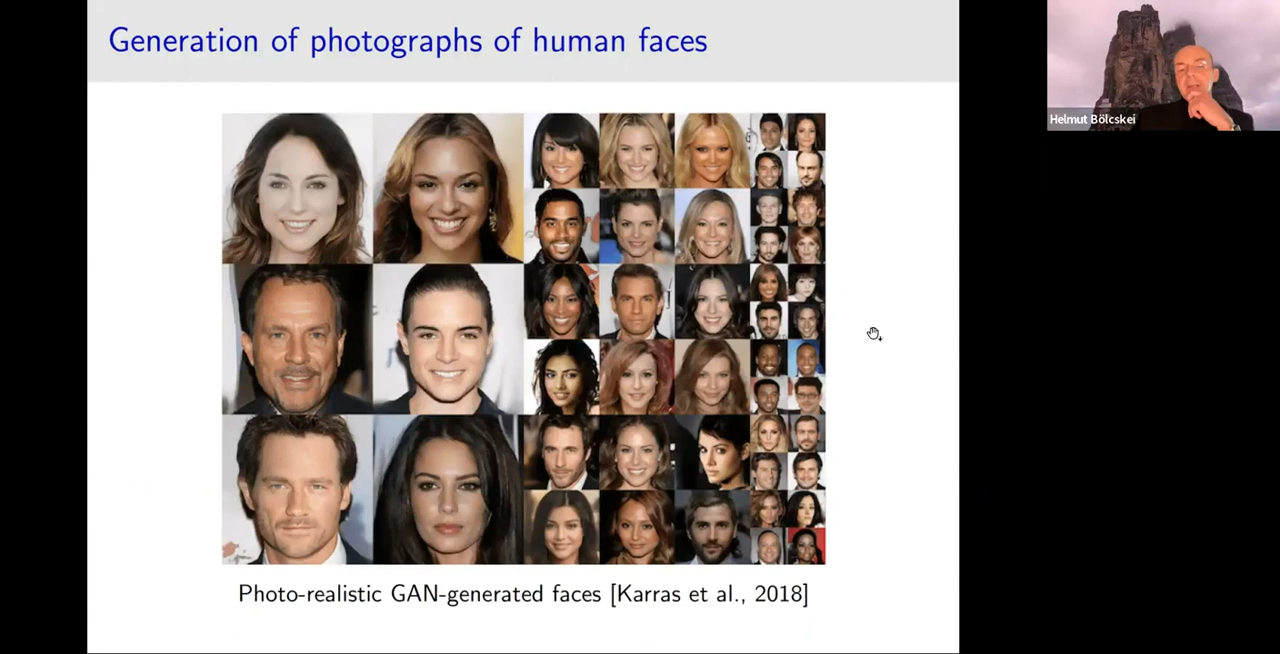 Generation of photographs of human faces
Helmut Bölcskei
Photo-realistic GAN-generated faces [Karras et al., 2018]